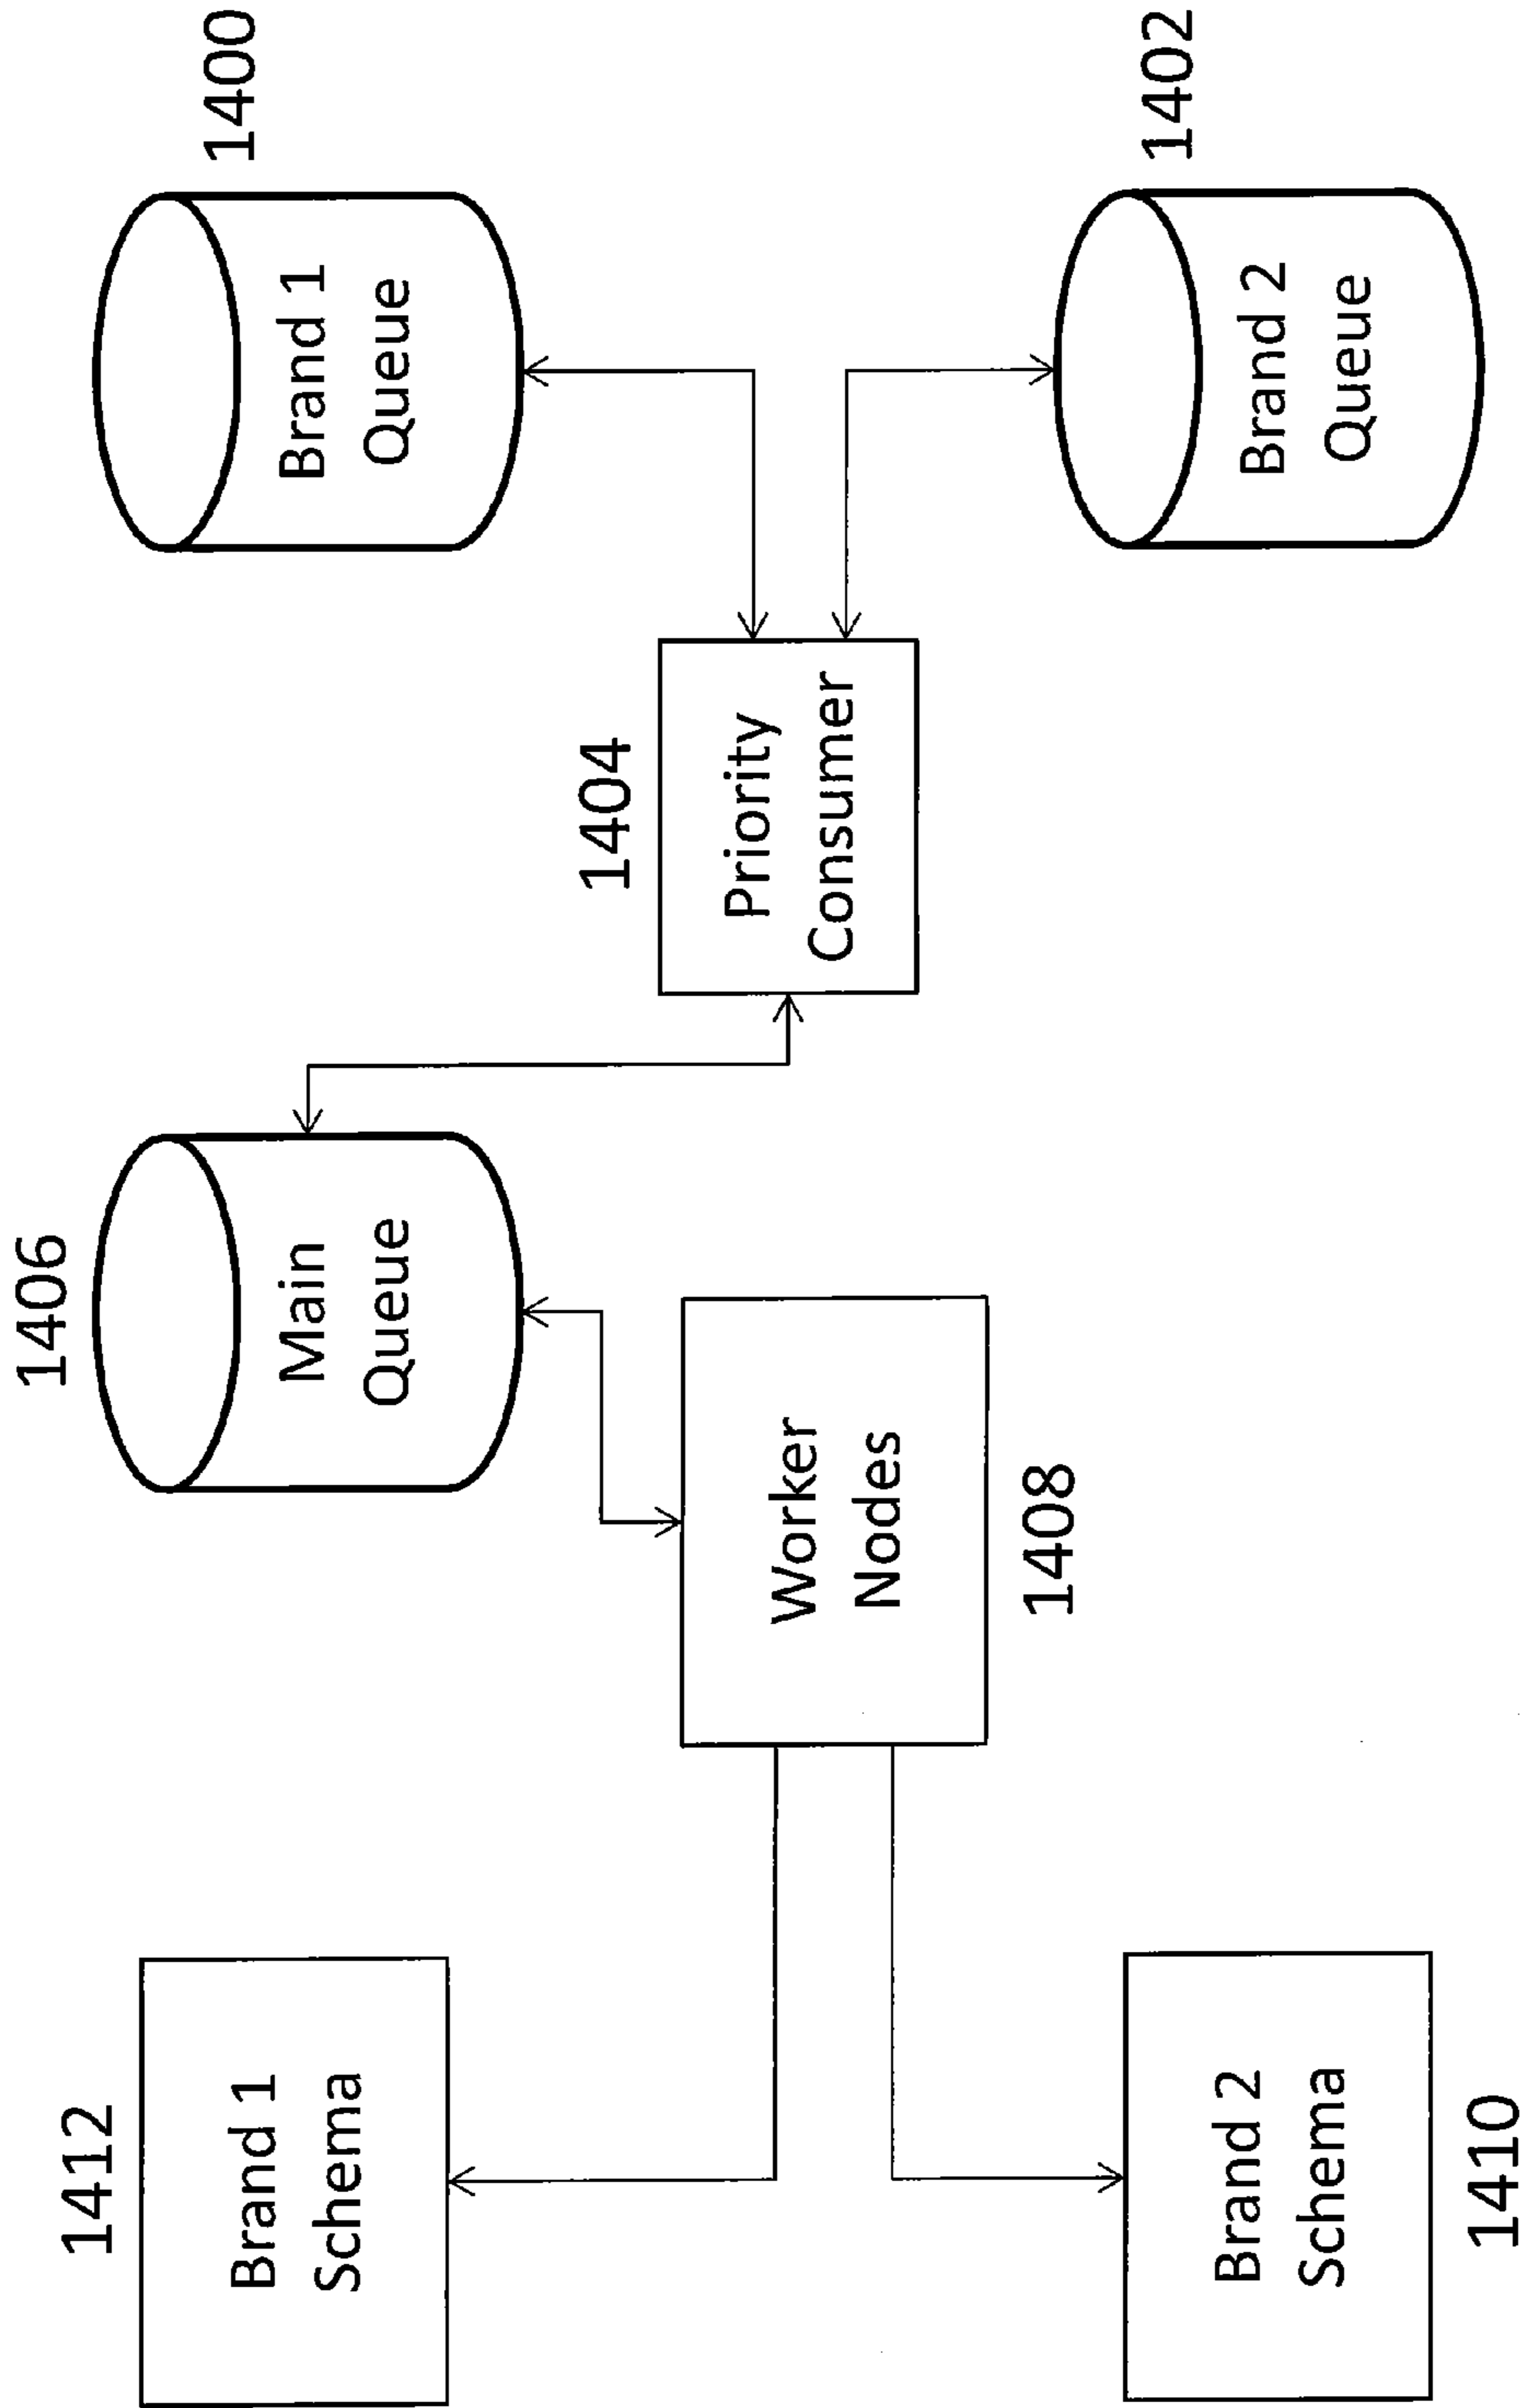 1412
Brand 1
Schema
1406
Main
Queue
1400
Brand 1
Queue
Worker
Nodes
1408
1404
Priority
Consumer
Brand 2
Schema
1410
1402
Brand 2
Queue